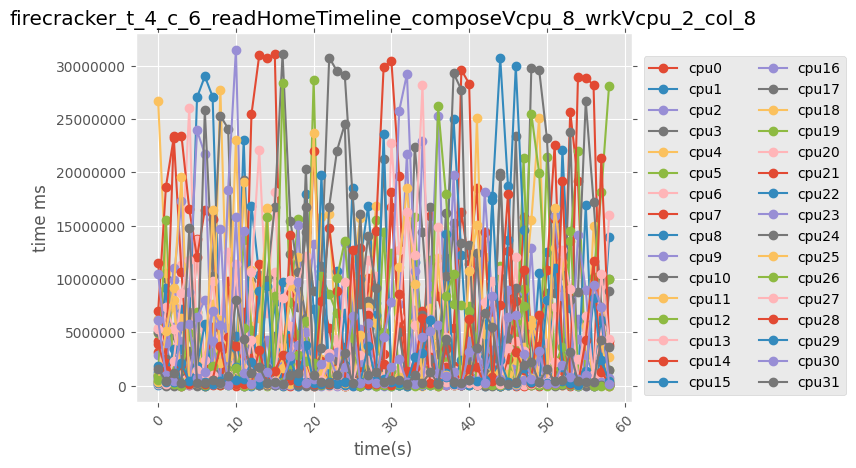 firecracker_t_4_c_6_readHomeTimeline_composeVcpu_8_wrkVcpu_2_col_8
30000000
25000000
20000000
15000000
10000000
5000000
0
time ms
0 10 20 30 40 50 60
time(s)
cpu0 cpu16
cpu1 cpu17
cpu2 cpu18
cpu3 cpu19
cpu4 cpu20
cpu5 cpu21
cpu6 cpu22
cpu7 cpu23
cpu8 cpu24
cpu9 cpu25
cpu10 cpu26
cpu11 cpu27
cpu12 cpu28
cpu13 cpu29
cpu14 cpu30
cpu15 cpu31